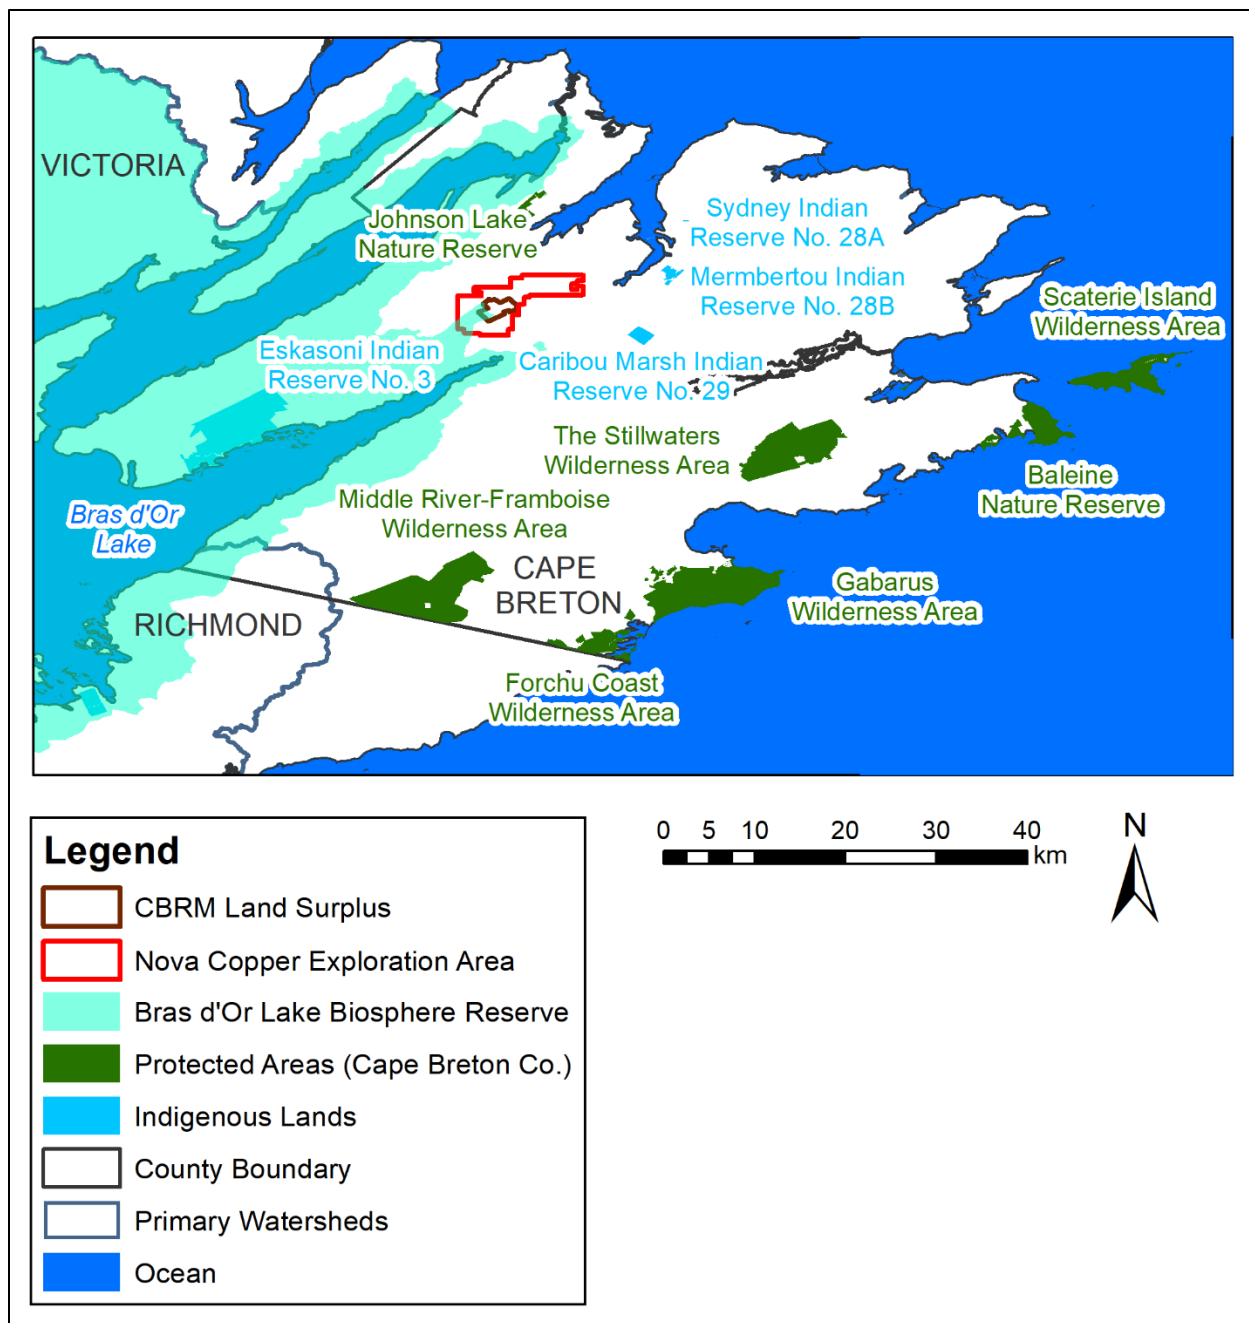 VICTORIA
Johnson Lake
Nature Reserve
Sydney Indian
Reserve No. 28A
Mermbertou Indian
Reserve No. 28B
Scaterie Island
Wilderness Area
Eskasoni Indian
Reserve No. 3
Caribou Marsh Indian
Reserve No. 29
The Stillwaters
Wilderness Area
Baleine
Nature Reserve
Middle River-Framboise
Wilderness Area
Bras d'Or
Lake
CAPE
BRETON
Gabarus
Wilderness Area
RICHMOND
Forchu Coast
Wilderness Area
Legend
CBRM Land Surplus
Nova Copper Exploration Area
Bras d'Or Lake Biosphere Reserve
Protected Areas (Cape Breton Co.)
Indigenous Lands
County Boundary
Primary Watersheds
Ocean
0 5 10 20 30 40
km
N